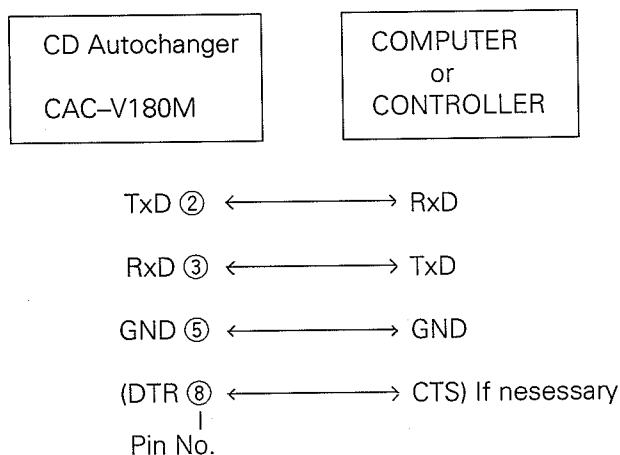 CD Autochanger
CAC–V180M
COMPUTER
or
CONTROLLER
TxD ② RxD
RxD ③ TxD
GND ⑤ GND
(DTR ⑧ CTS) If nesessary
Pin No.